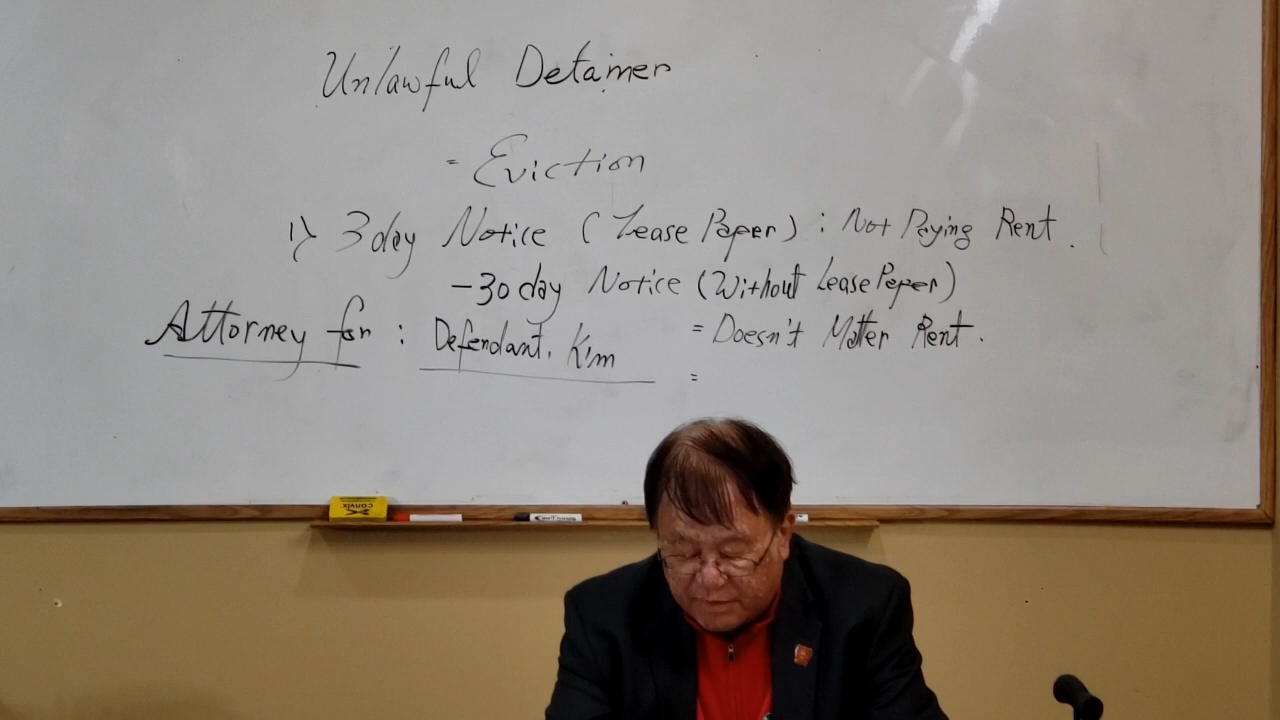 Unlawful Detainer
= Eviction
1> 3 day Notice (Lease Paper) : Not Paying Rent.
- 30 day Notice (Without Lease Paper)
Attorney for : Defendant, Kim
= Doesn't Matter Rent.
=
convix